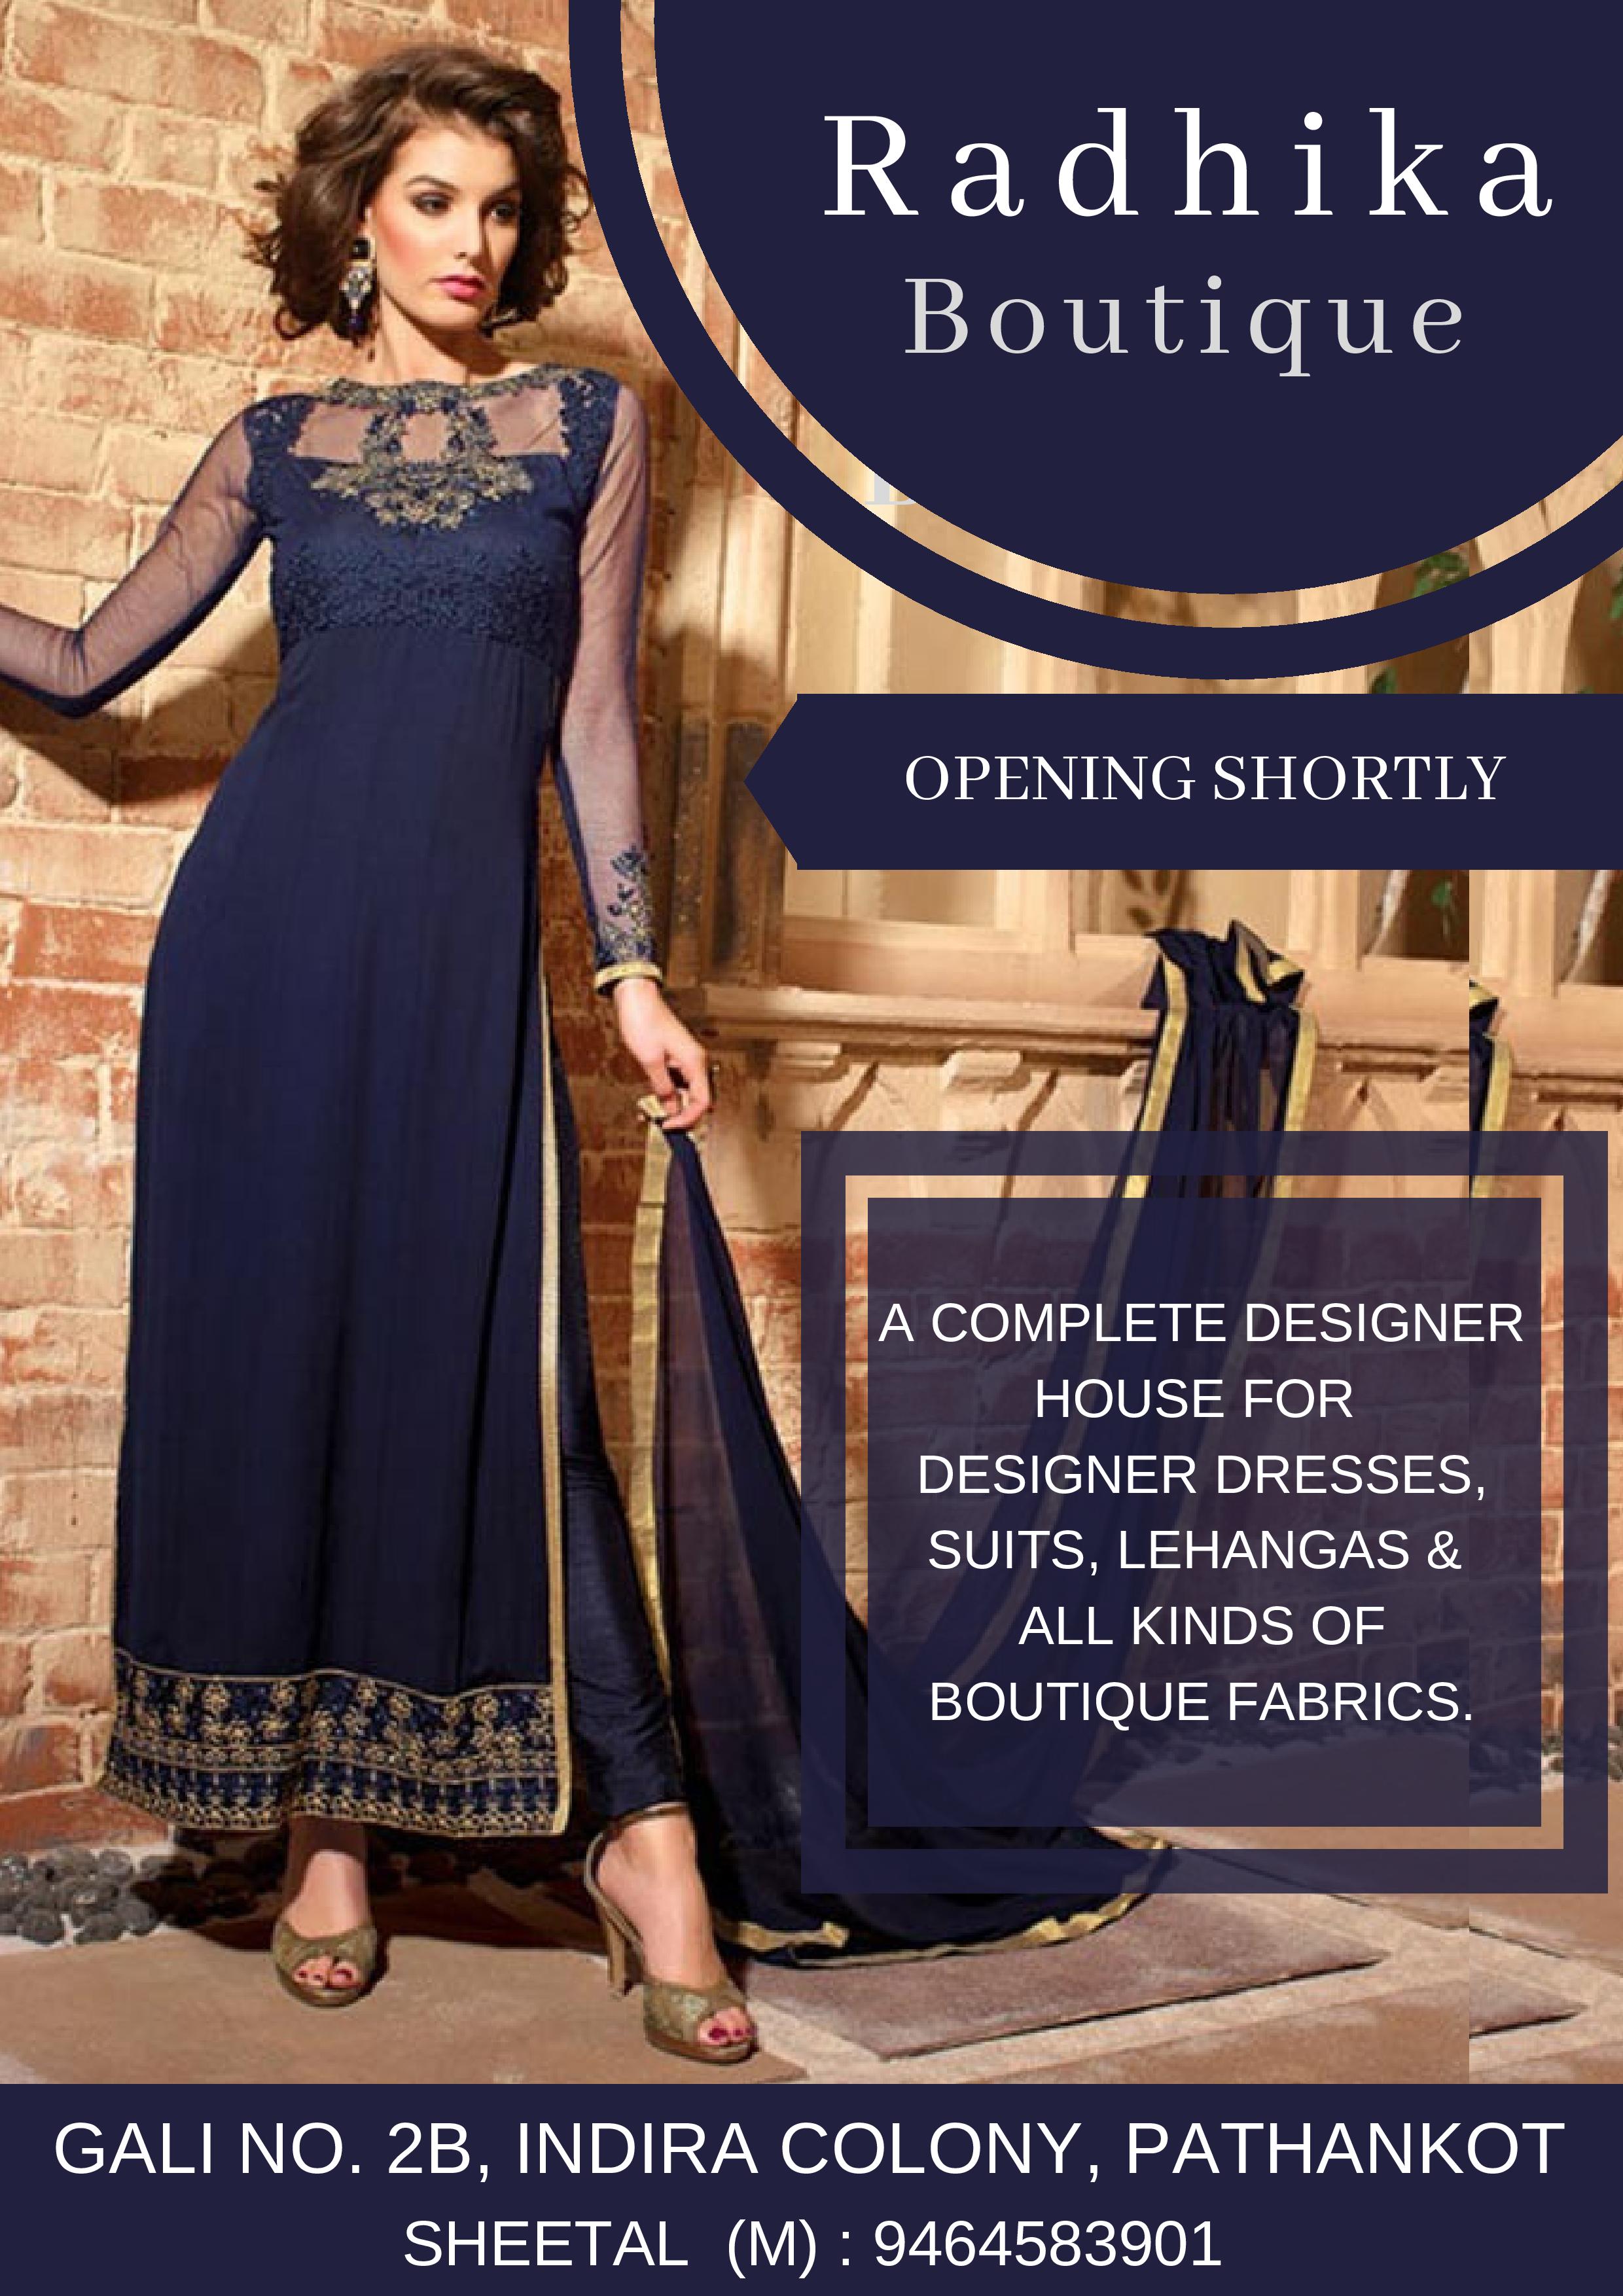 Radhika
Boutique
OPENING SHORTLY
A COMPLETE DESIGNER
HOUSE FOR
DESIGNER DRESSES,
SUITS, LEHANGAS &
ALL KINDS OF
BOUTIQUE FABRICS.
GALI NO. 2B, INDIRA COLONY, PATHANKOT
SHEETAL (M) : 9464583901